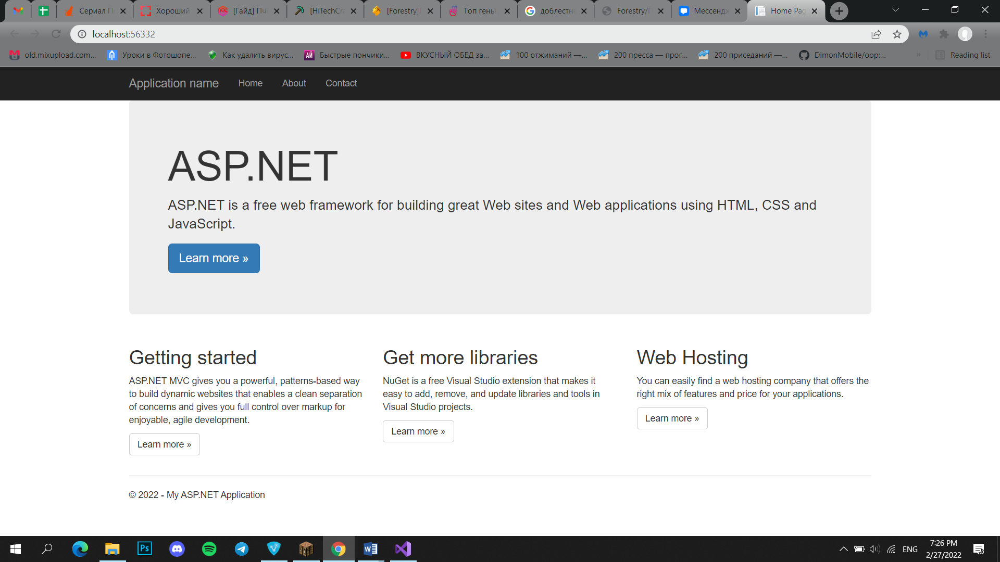 Сериал П
Хороший
[Гайд] Пч
[HiTechCra
[Forestry]
Топ гены
доблестн
Forestry/
Мессендж
Home Pag
localhost:56332
old.mixupload.com...
Уроки в Фотошопе...
Как удалить вирус...
АЙ
Быстрые пончики...
ВКУСНЫЙ ОБЕД за...
100 отжиманий —...
200 пресса — прог...
200 приседаний —...
DimonMobile/oop:...
»
Reading list
Application name
Home
About
Contact
ASP.NET
ASP.NET is a free web framework for building great Web sites and Web applications using HTML, CSS and
JavaScript.
Learn more »
Getting started
ASP.NET MVC gives you a powerful, patterns-based way
to build dynamic websites that enables a clean separation
of concerns and gives you full control over markup for
enjoyable, agile development.
Learn more »
Get more libraries
NuGet is a free Visual Studio extension that makes it
easy to add, remove, and update libraries and tools in
Visual Studio projects.
Learn more »
Web Hosting
You can easily find a web hosting company that offers the
right mix of features and price for your applications.
Learn more »
© 2022 - My ASP.NET Application
Ps
ENG
7:26 PM
2/27/2022